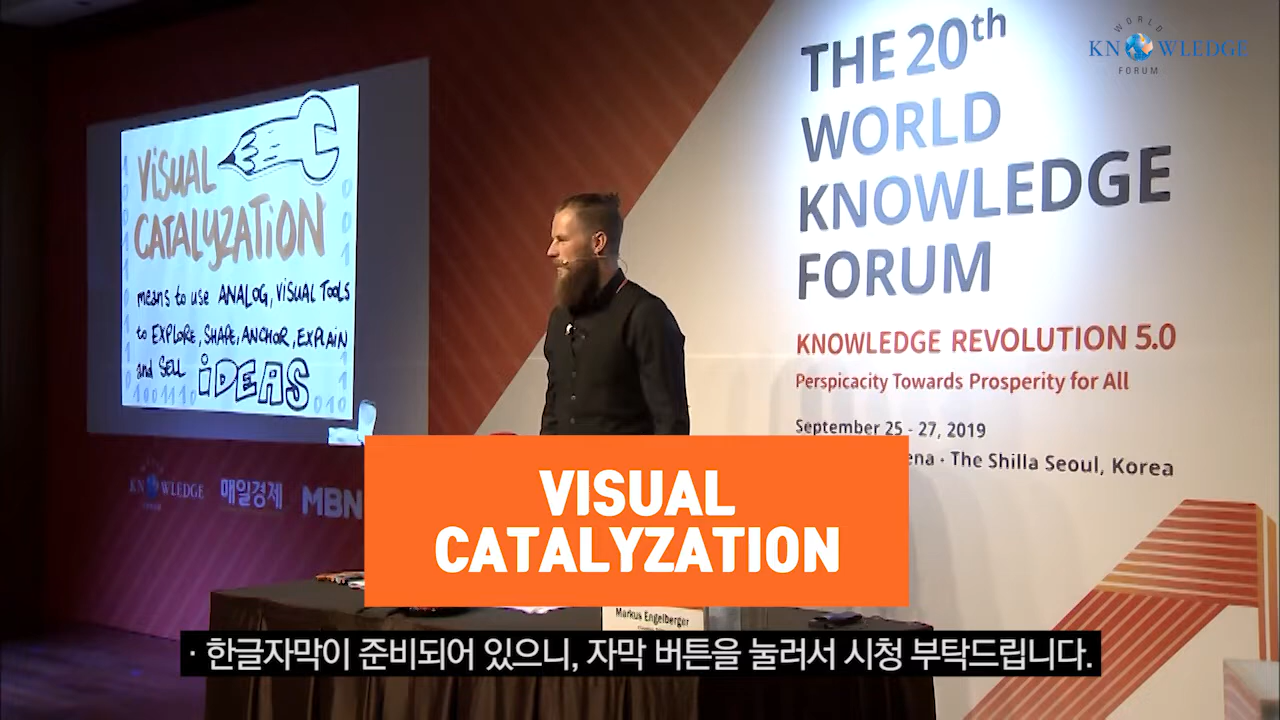 VISUAL
CATALYZATION
means to use ANALOG, VISUAL TOOLS
to EXPLORE, SHAPE, ANCHOR, EXPLAIN
and SELL IDEAS
1001110
010
THE 20th
WORLD
KNOWLEDGE
FORUM
KNOWLEDGE REVOLUTION 5.0
Perspicacity Towards Prosperity for All
September 25 - 27, 2019
The Shilla Seoul, Korea
WORLD
KNOWLEDGE
FORUM
KNOWLEDGE
매일경제
MBN
VISUAL
CATALYZATION
Markus Engelberger
· 한글자막이 준비되어 있으니, 자막 버튼을 눌러서 시청 부탁드립니다.